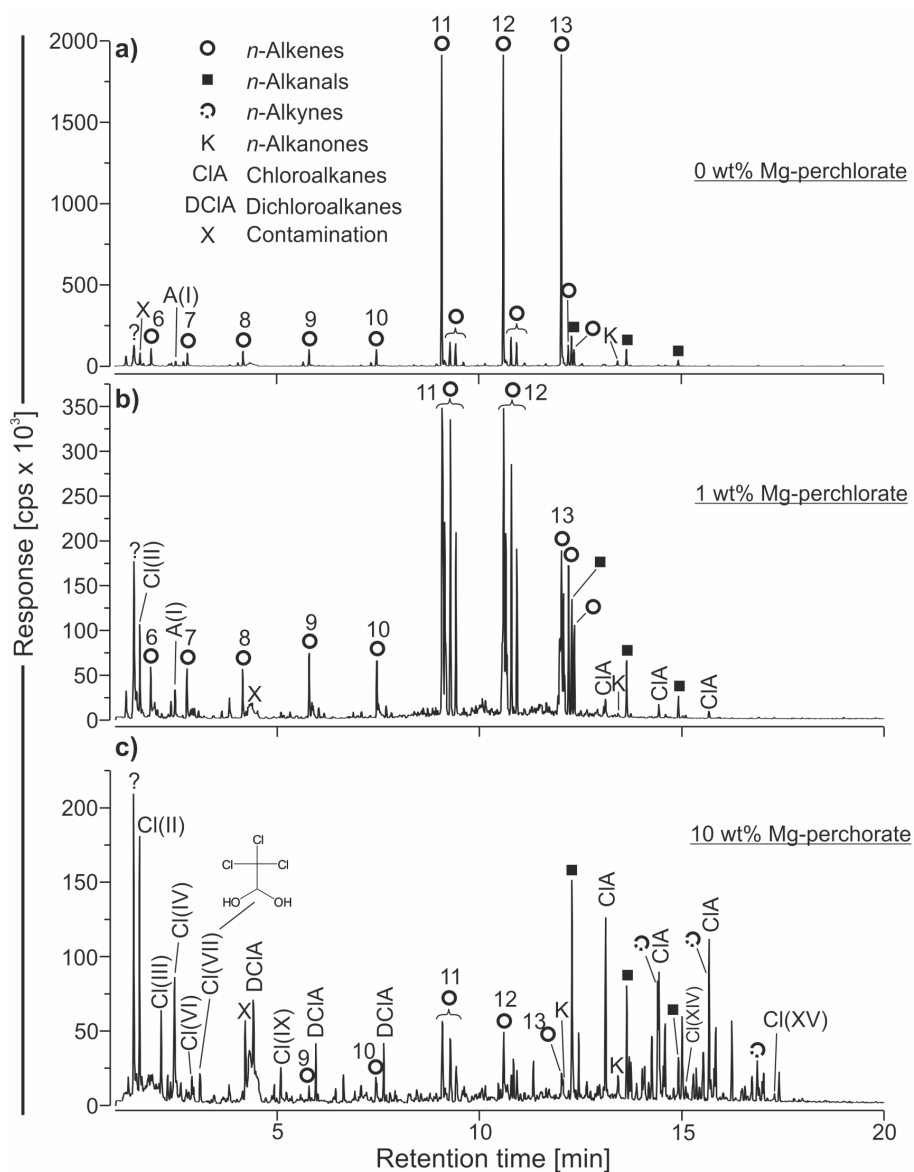 a)
2000
1500
1000
500
0
n-Alkenes
n-Alkanals
n-Alkynes
K n-Alkanones
ClA Chloroalkanes
DClA Dichloroalkanes
X Contamination
0 wt% Mg-perchlorate
11
12
13
?
X
6
A(I)
7
8
9
10
K
b)
350
300
250
200
150
100
50
0
1 wt% Mg-perchlorate
11
12
13
?
Cl(II)
6
A(I)
7
8
X
9
10
ClA
K
ClA
ClA
c)
200
150
100
50
0
10 wt% Mg-perchorate
?
Cl(II)
Cl(III)
Cl(IV)
Cl(VI)
Cl(VII)
Cl
Cl
Cl
HO
OH
X
DClA
Cl(IX)
9
DClA
10
DClA
11
12
13
K
ClA
K
ClA
Cl(XIV)
ClA
Cl(XV)
5
10
15
20
Retention time [min]
Response [cps x 10³]